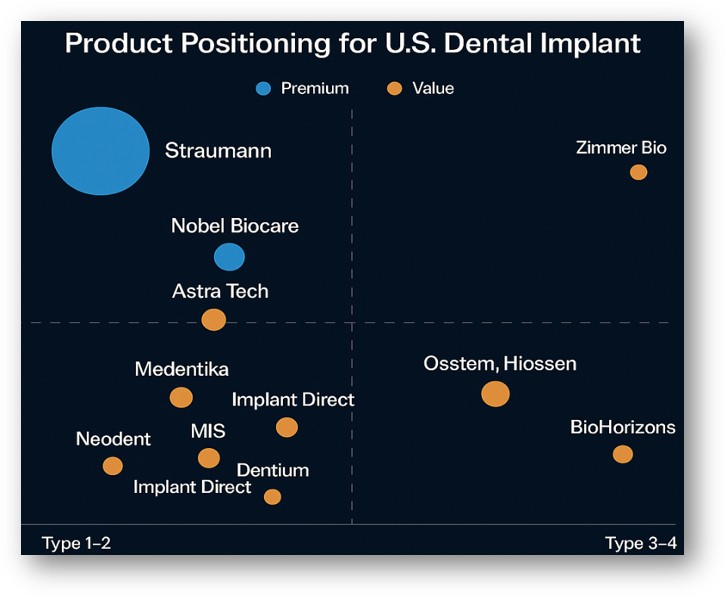 Product Positioning for U.S. Dental Implant
Premium
Value
Straumann
Zimmer Bio
Nobel Biocare
Astra Tech
Medentika
Osstem, Hiossen
Implant Direct
Neodent
MIS
BioHorizons
Dentium
Implant Direct
Type 1–2
Type 3–4